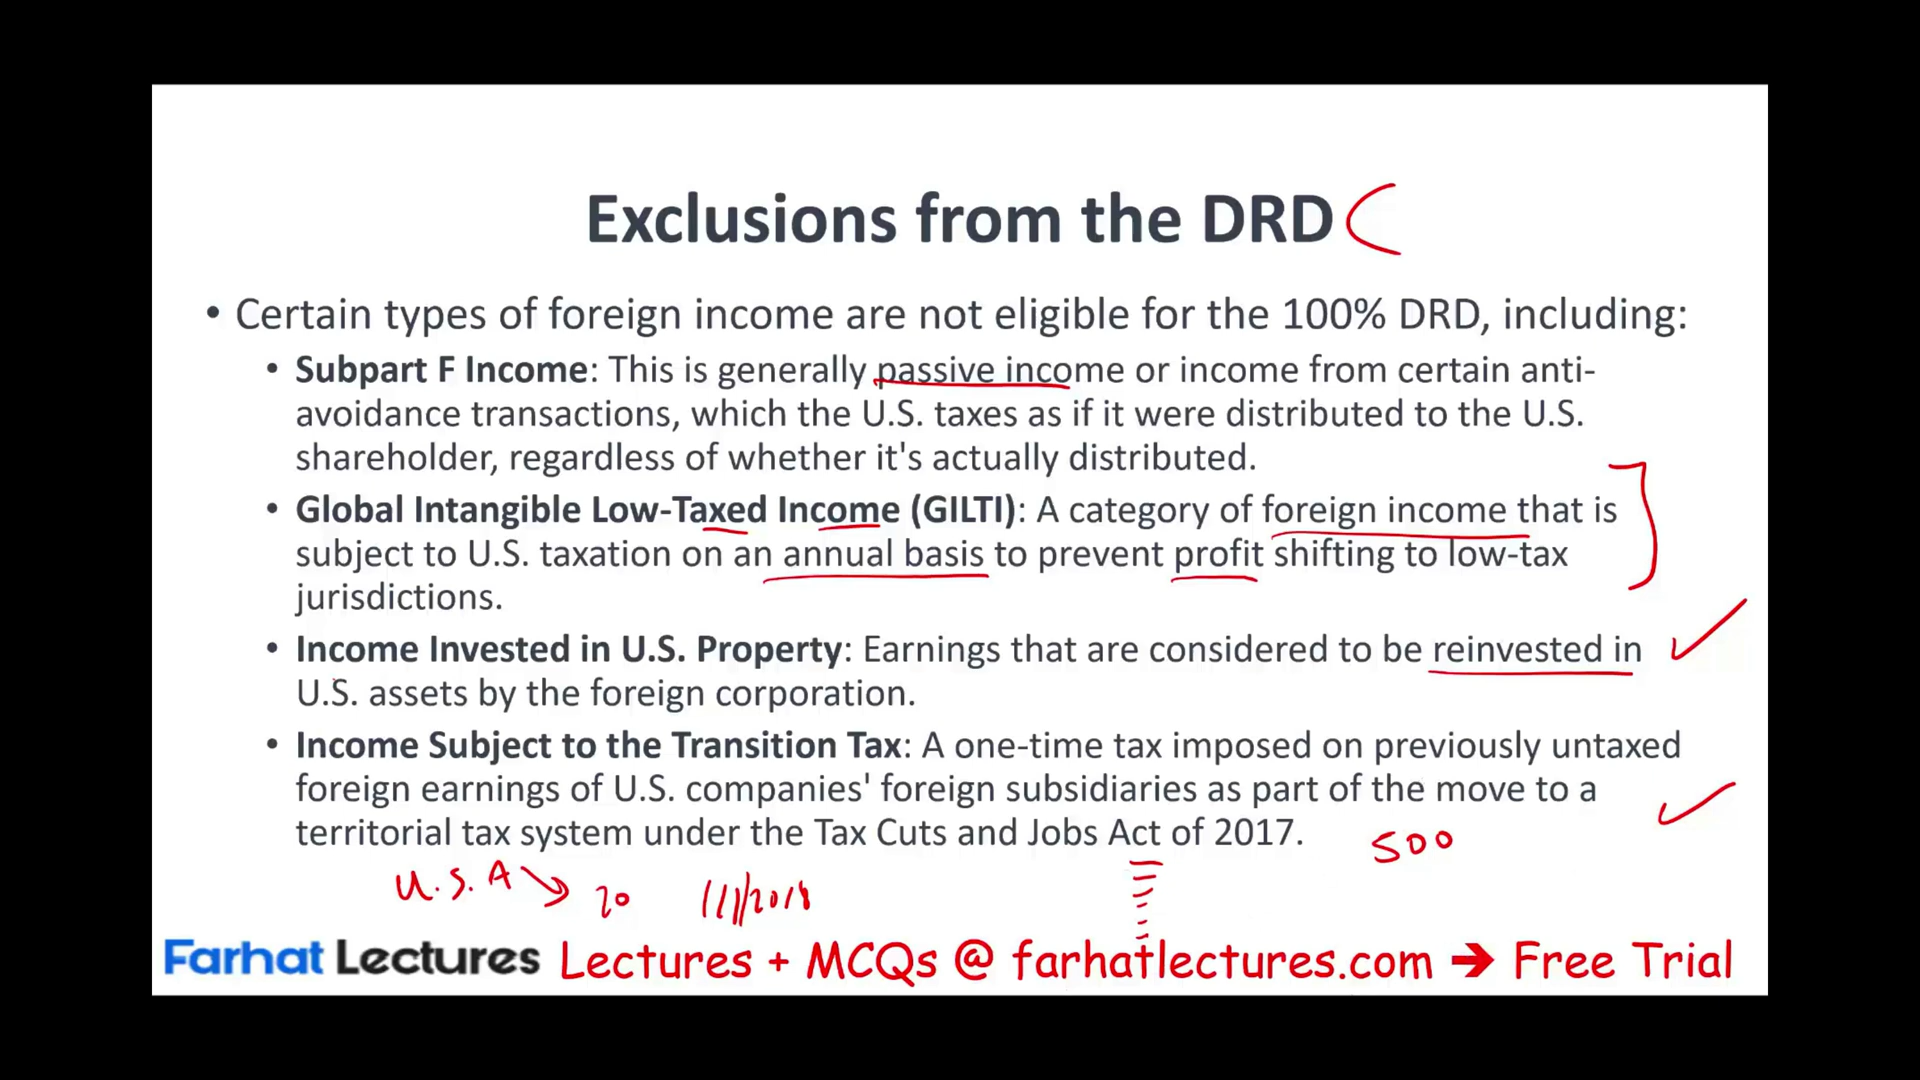 Exclusions from the DRD
• Certain types of foreign income are not eligible for the 100% DRD, including:
• Subpart F Income: This is generally passive income or income from certain anti-
avoidance transactions, which the U.S. taxes as if it were distributed to the U.S.
shareholder, regardless of whether it's actually distributed.
• Global Intangible Low-Taxed Income (GILTI): A category of foreign income that is
subject to U.S. taxation on an annual basis to prevent profit shifting to low-tax
jurisdictions.
• Income Invested in U.S. Property: Earnings that are considered to be reinvested in
U.S. assets by the foreign corporation.
• Income Subject to the Transition Tax: A one-time tax imposed on previously untaxed
foreign earnings of U.S. companies' foreign subsidiaries as part of the move to a
territorial tax system under the Tax Cuts and Jobs Act of 2017.
500
U.S.A 20 1/1/2018
Farhat Lectures Lectures + MCQs @ farhatlectures.com → Free Trial